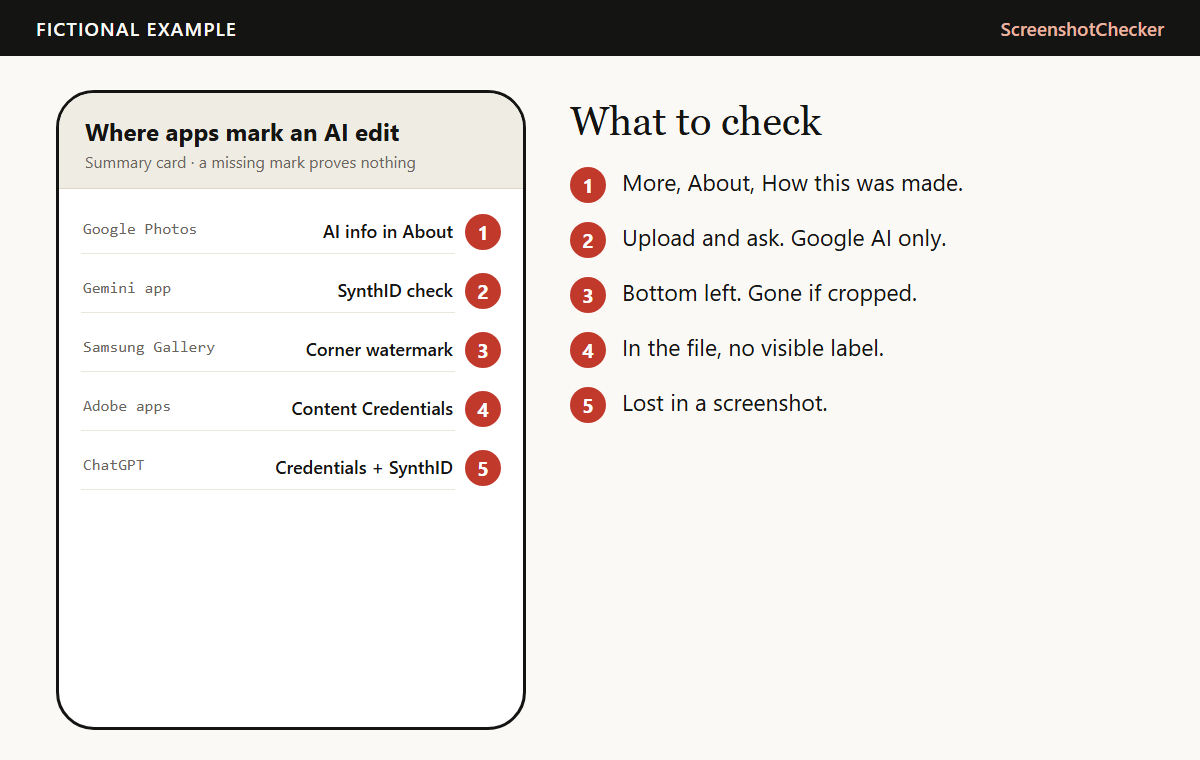 FICTIONAL EXAMPLE
ScreenshotChecker
Where apps mark an AI edit
Summary card · a missing mark proves nothing
Google Photos AI info in About 1
Gemini app SynthID check 2
Samsung Gallery Corner watermark 3
Adobe apps Content Credentials 4
ChatGPT Credentials + SynthID 5
What to check
1 More, About, How this was made.
2 Upload and ask. Google AI only.
3 Bottom left. Gone if cropped.
4 In the file, no visible label.
5 Lost in a screenshot.